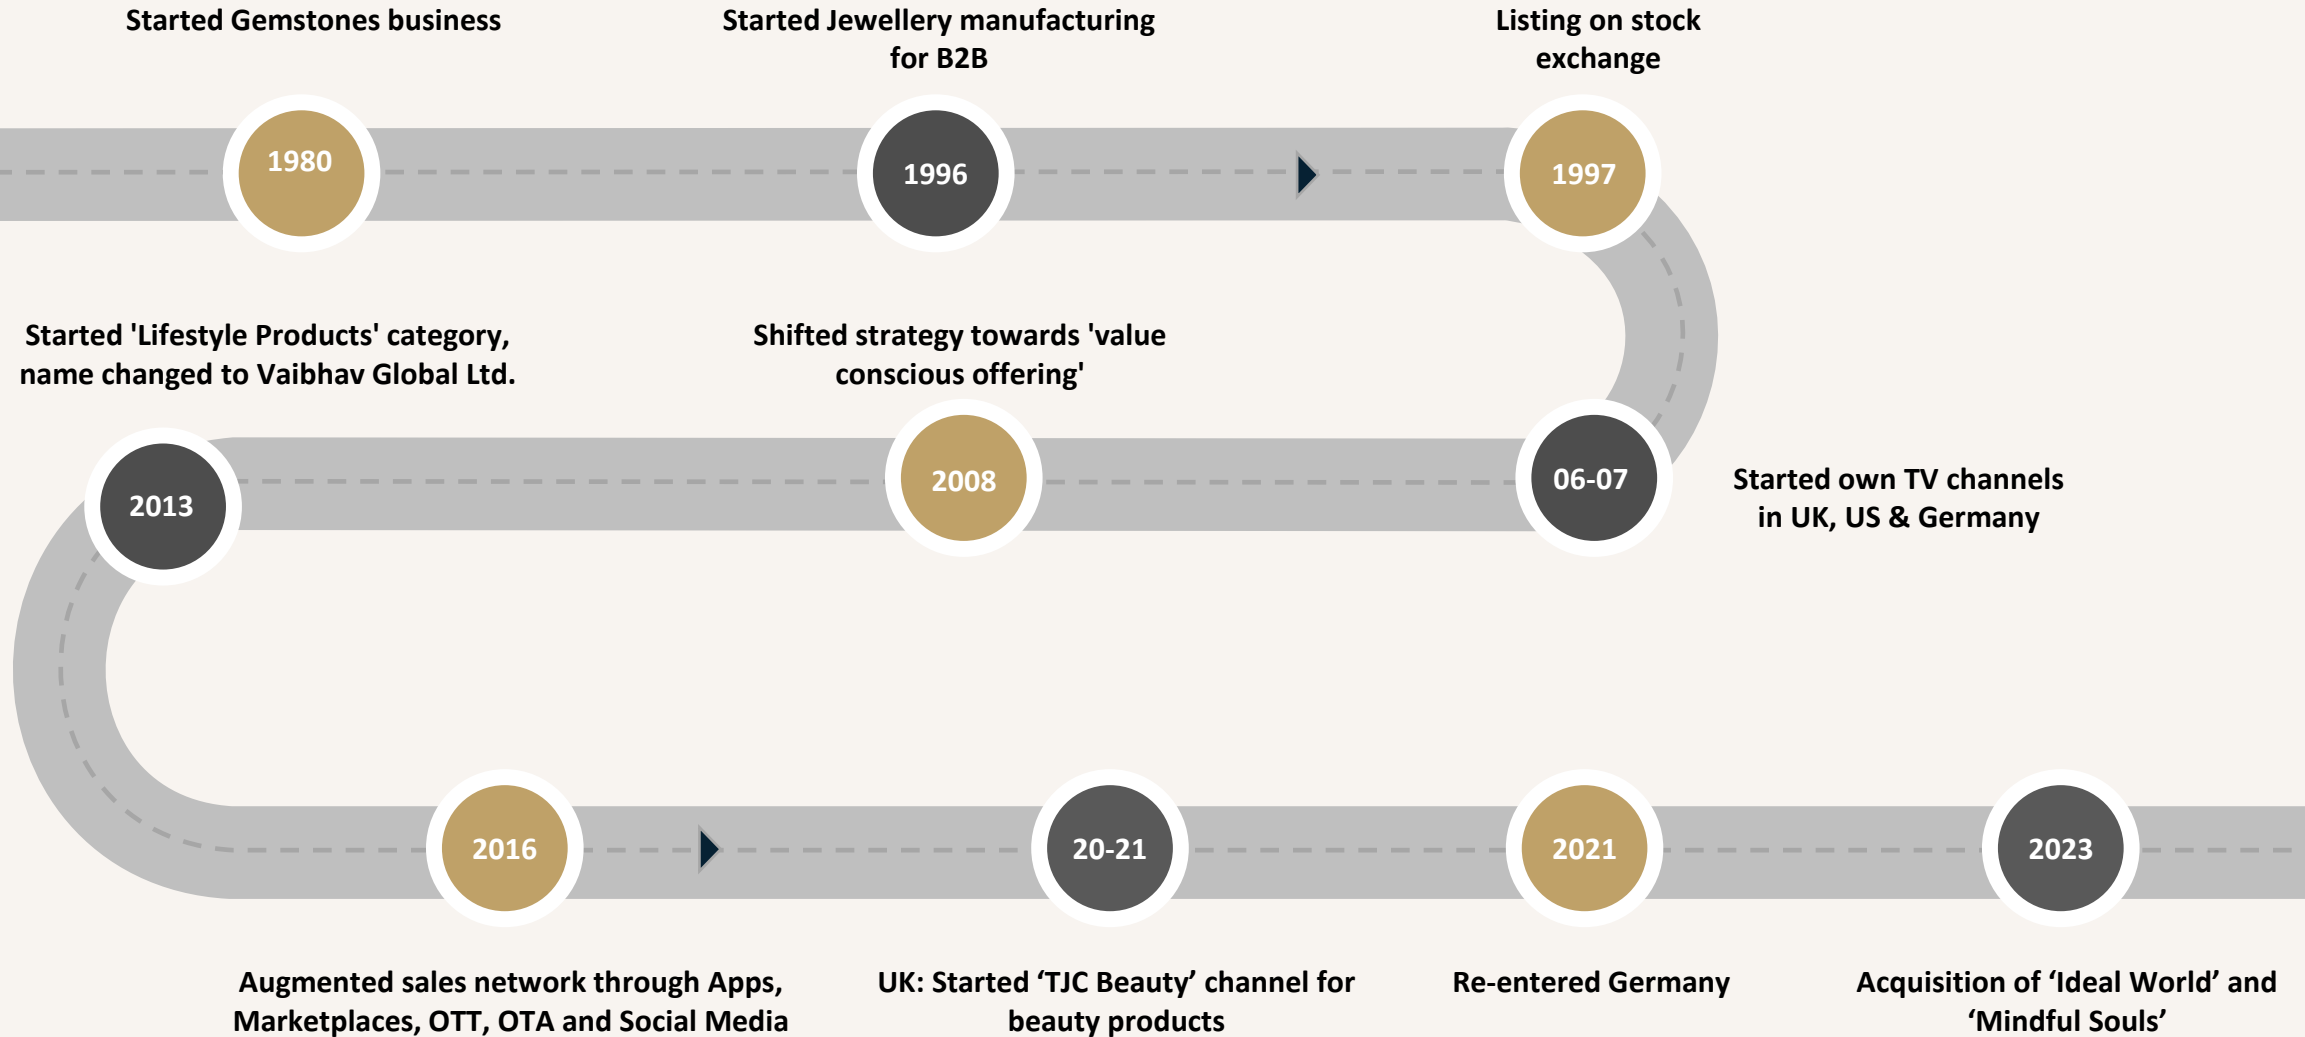 Started Gemstones business
Started Jewellery manufacturing
for B2B
Listing on stock
exchange
1980
1996
1997
Started 'Lifestyle Products' category,
name changed to Vaibhav Global Ltd.
Shifted strategy towards 'value
conscious offering'
2013
2008
06-07
Started own TV channels
in UK, US & Germany
2016
20-21
2021
2023
Augmented sales network through Apps,
Marketplaces, OTT, OTA and Social Media
UK: Started ‘TJC Beauty’ channel for
beauty products
Re-entered Germany
Acquisition of ‘Ideal World’ and
‘Mindful Souls’